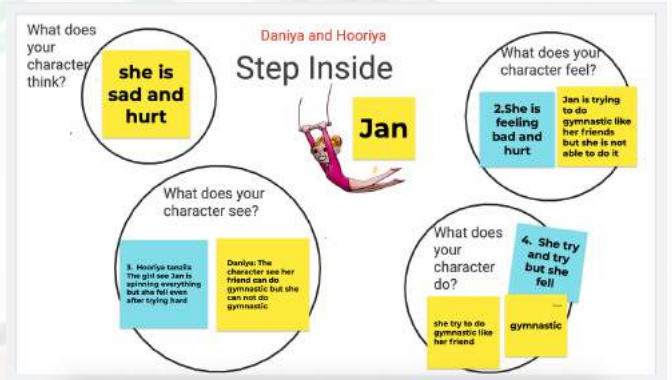 What does
your
character
think?
she is
sad and
hurt
Daniya and Hooriya
Step Inside
Jan
What does your
character feel?
2.She is
feeling
bad and
hurt
Jan is trying
to do
gymnastic like
her friends
but she is not
able to do it
What does your
character see?
3. Hooriya tanzila
The girl see Jan is
spinning everything
but she fell even
after trying hard
Daniya: The
character see her
friend can do
gymnastic but she
can not do
gymnastic
What does
your
character
do?
4. She try
and try
but she
fell
she try to do
gymnastic like
her friend
gymnastic